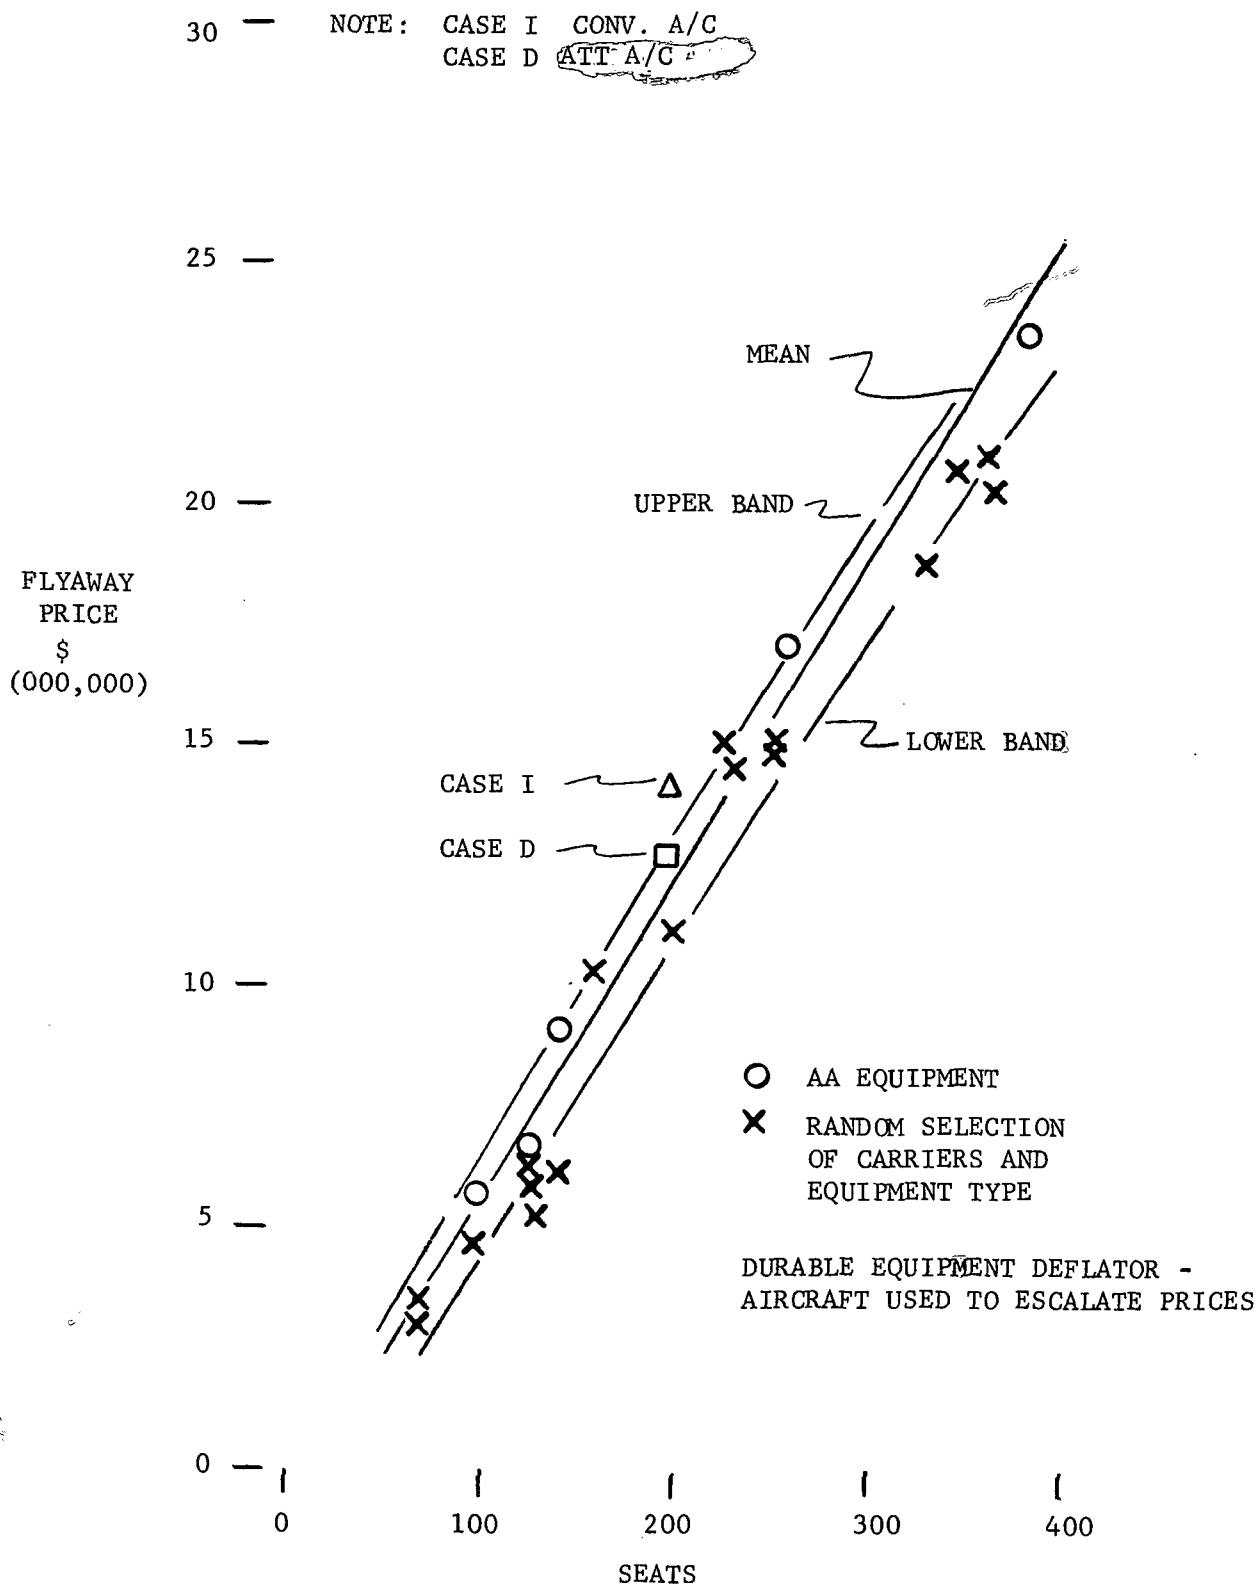 NOTE: CASE I CONV. A/C
CASE D ATT A/C
30
25
20
15
10
5
0
FLYAWAY
PRICE
$
(000,000)
MEAN
UPPER BAND
LOWER BAND
CASE I
CASE D
AA EQUIPMENT
RANDOM SELECTION
OF CARRIERS AND
EQUIPMENT TYPE
DURABLE EQUIPMENT DEFLATOR -
AIRCRAFT USED TO ESCALATE PRICES
0 100 200 300 400
SEATS